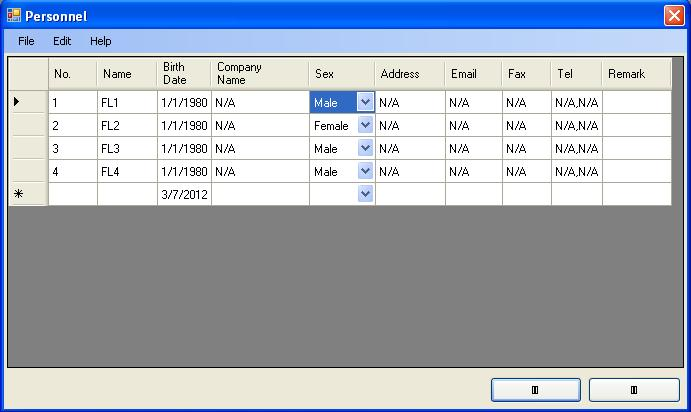 Personnel
File Edit Help
No. Name Birth Date Company Name Sex Address Email Fax Tel Remark
1 FL1 1/1/1980 N/A Male N/A N/A N/A N/A,N/A
2 FL2 1/1/1980 N/A Female N/A N/A N/A N/A,N/A
3 FL3 1/1/1980 N/A Male N/A N/A N/A N/A,N/A
4 FL4 1/1/1980 N/A Male N/A N/A N/A N/A,N/A
3/7/2012